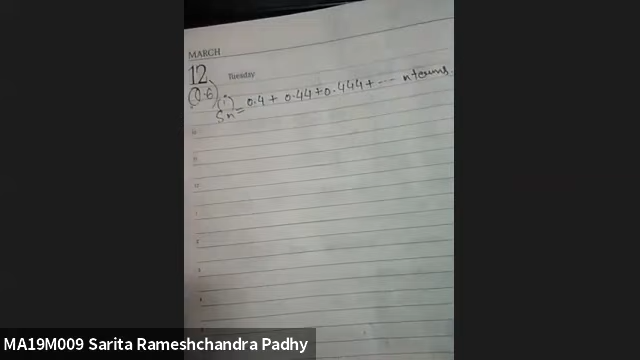 MARCH
12 Tuesday
Q.6 (i)
Sn = 0.4 + 0.44 + 0.444 + --- n terms.
MA19M009 Sarita Rameshchandra Padhy